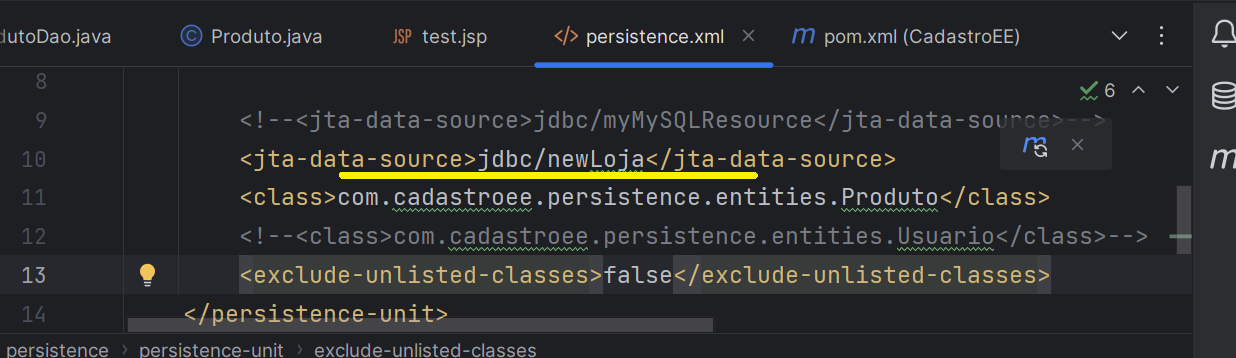 dutoDao.java Produto.java JSP test.jsp </> persistence.xml m pom.xml (CadastroEE)
8
6
9 <!--<jta-data-source>jdbc/myMySQLResource</jta-data-source>-->
10 <jta-data-source>jdbc/newLoja</jta-data-source>
11 <class>com.cadastroee.persistence.entities.Produto</class>
12 <!--<class>com.cadastroee.persistence.entities.Usuario</class>-->
13 <exclude-unlisted-classes>false</exclude-unlisted-classes>
14 </persistence-unit>
persistence › persistence-unit › exclude-unlisted-classes